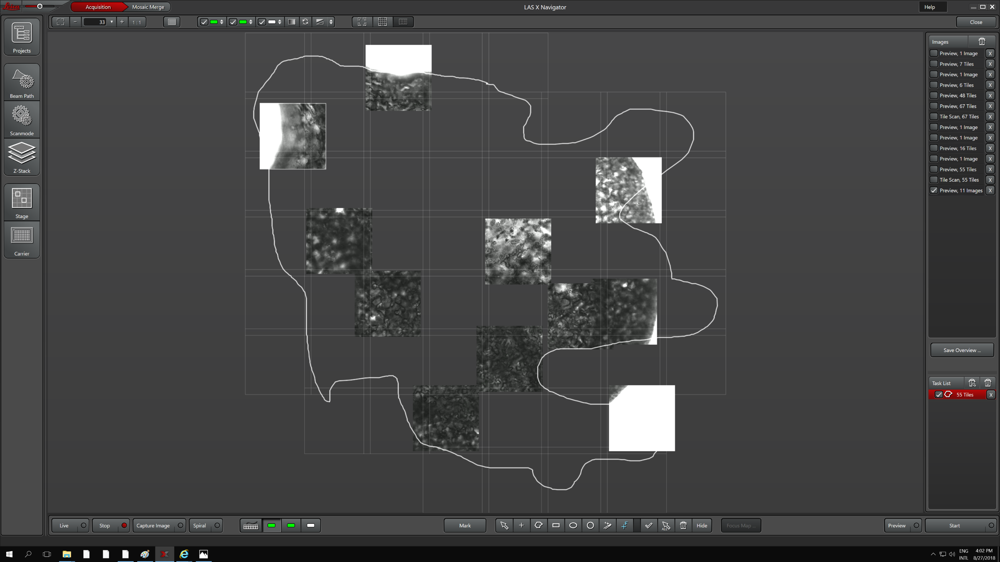 Leica
Acquisition
Mosaic Merge
LAS X Navigator
Help
33
1:1
Close
Projects
Beam Path
Scanmode
Z-Stack
Stage
Carrier
Images
Preview, 1 Image X
Preview, 7 Tiles X
Preview, 1 Image X
Preview, 6 Tiles X
Preview, 48 Tiles X
Preview, 67 Tiles X
Tile Scan, 67 Tiles X
Preview, 1 Image X
Preview, 1 Image X
Preview, 16 Tiles X
Preview, 1 Image X
Preview, 55 Tiles X
Tile Scan, 55 Tiles X
Preview, 11 Images X
Save Overview ...
Task List
55 Tiles X
Live
Stop
Capture Image
Spiral
Mark
ALL
Hide
Focus Map ...
Preview
Start
ENG 4:02 PM
INTL 8/27/2018